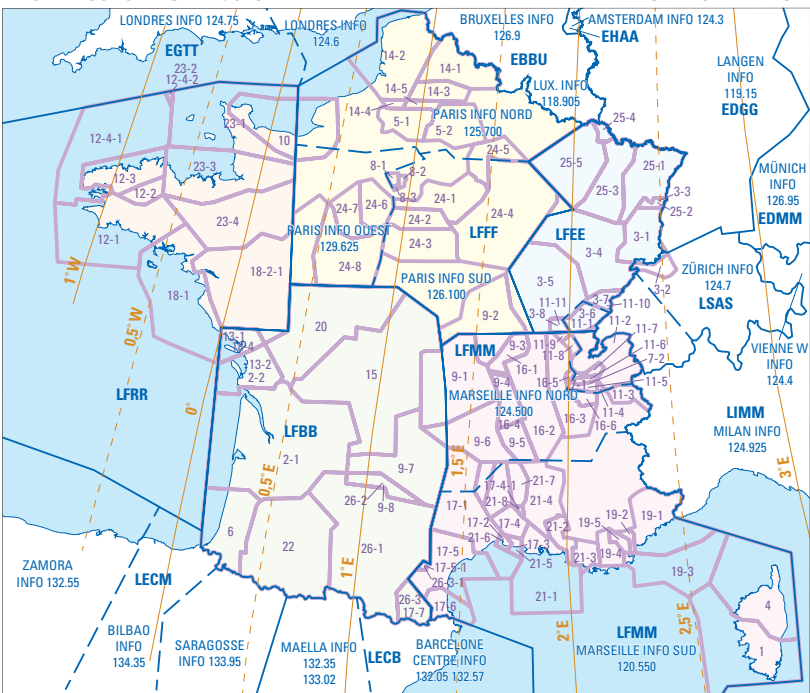 LONDRES INFO 124.75
LONDRES INFO
124.6
BRUXELLES INFO
126.9
AMSTERDAM INFO 124.3
EHAA
EGTT
23-2
12-4-2
EBBU
LUX. INFO
118.905
LANGEN
INFO
119.15
EDGG
14-2
14-1
14-5
14-3
14-4
5-1
5-2
PARIS INFO NORD
125.700
25-4
12-4-1
23-1
10
24-5
25-5
25-1
12-3
12-2
23-3
8-1
8-2
8-3
25-3
3-3
25-2
MÜNICH
INFO
126.95
EDMM
24-7
24-6
24-1
24-2
24-4
23-4
12-1
PARIS INFO OUEST
129.625
24-3
LFFF
LFEE
3-1
3-4
24-8
18-2-1
PARIS INFO SUD
126.100
3-5
3-2
ZÜRICH INFO
124.7
LSAS
1° W
18-1
0,5° W
9-2
11-11
3-7
11-10
3-8
3-6
11-1
11-2
20
13-1
12-4
13-2
2-2
LFMM
9-3
11-9
11-8
11-7
11-6
7-2
VIENNE W
INFO
124.4
15
9-1
16-1
9-4
16-5
7-1
11-5
11-3
MARSEILLE INFO NORD
124.500
11-4
16-6
LFRR
0°
LFBB
2-1
9-6
16-4
9-5
16-2
16-3
LIMM
MILAN INFO
124.925
3° E
0,5° E
1,5° E
9-7
26-2
9-8
17-4-1
21-7
21-8
21-4
17-1
6
22
26-1
17-2
17-4
21-6
21-2
19-5
19-2
19-1
17-3
17-5
21-5
21-3
19-4
17-5-1
26-3-1
19-3
1° E
ZAMORA
INFO 132.55
LECM
26-3
17-7
17-6
21-1
4
1
2° E
2,5° E
BILBAO
INFO
134.35
SARAGOSSE
INFO 133.95
MAELLA INFO
132.35
133.02
LECB
BARCELONE
CENTRE INFO
132.05 132.57
LFMM
MARSEILLE INFO SUD
120.550